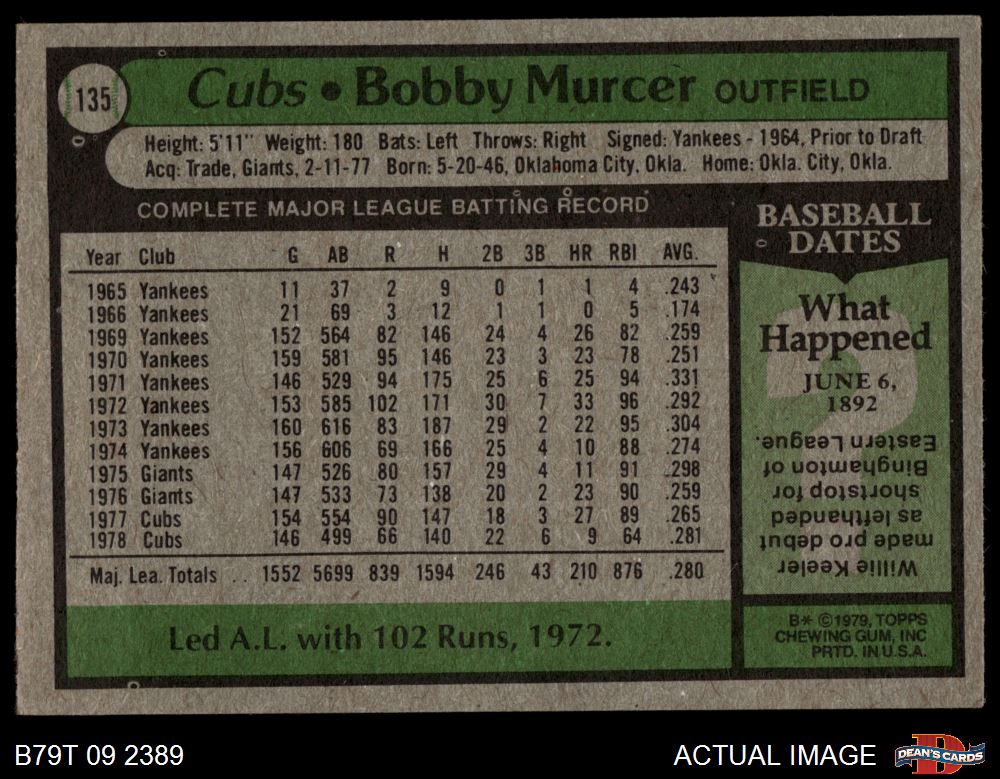 135
Cubs • Bobby Murcer OUTFIELD
Height: 5'11" Weight: 180 Bats: Left Throws: Right Signed: Yankees - 1964, Prior to Draft
Acq: Trade, Giants, 2-11-77 Born: 5-20-46, Oklahoma City, Okla. Home: Okla. City, Okla.
COMPLETE MAJOR LEAGUE BATTING RECORD
Year Club G AB R H 2B 3B HR RBI AVG.
1965 Yankees 11 37 2 9 0 1 1 4 .243
1966 Yankees 21 69 3 12 1 1 0 5 .174
1969 Yankees 152 564 82 146 24 4 26 82 .259
1970 Yankees 159 581 95 146 23 3 23 78 .251
1971 Yankees 146 529 94 175 25 6 25 94 .331
1972 Yankees 153 585 102 171 30 7 33 96 .292
1973 Yankees 160 616 83 187 29 2 22 95 .304
1974 Yankees 156 606 69 166 25 4 10 88 .274
1975 Giants 147 526 80 157 29 4 11 91 .298
1976 Giants 147 533 73 138 20 2 23 90 .259
1977 Cubs 154 554 90 147 18 3 27 89 .265
1978 Cubs 146 499 66 140 22 6 9 64 .281
Maj. Lea. Totals .. 1552 5699 839 1594 246 43 210 876 .280
Led A.L. with 102 Runs, 1972.
BASEBALL
DATES
What
Happened
JUNE 6,
1892
Willie Keeler
made pro debut
as lefthanded
shortstop for
Binghamton of
Eastern League.
B* ©1979, TOPPS
CHEWING GUM, INC
PRTD. IN U.S.A.
B79T 09 2389
ACTUAL IMAGE
DEAN'S CARDS